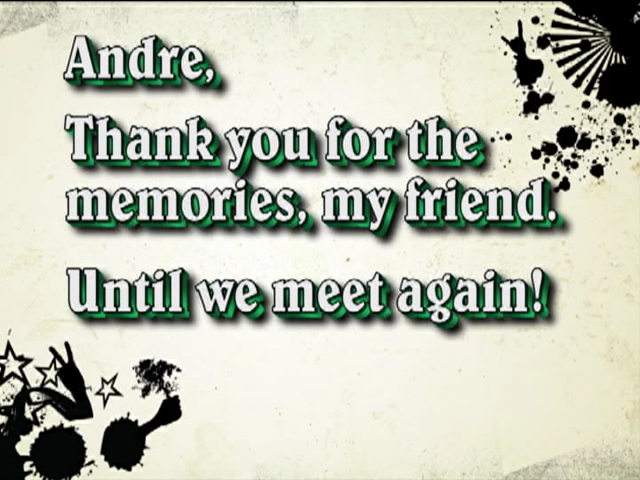 Andre,
Thank you for the
memories, my friend.
Until we meet again!